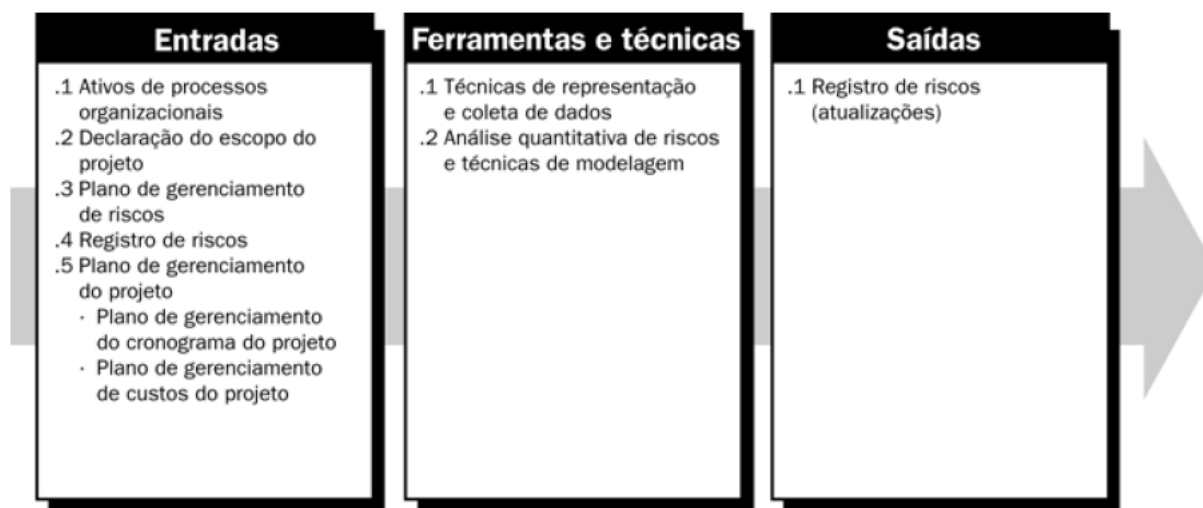 Entradas
.1 Ativos de processos
organizacionais
.2 Declaração do escopo do
projeto
.3 Plano de gerenciamento
de riscos
.4 Registro de riscos
.5 Plano de gerenciamento
do projeto
· Plano de gerenciamento
do cronograma do projeto
· Plano de gerenciamento
de custos do projeto
Ferramentas e técnicas
.1 Técnicas de representação
e coleta de dados
.2 Análise quantitativa de riscos
e técnicas de modelagem
Saídas
.1 Registro de riscos
(atualizações)